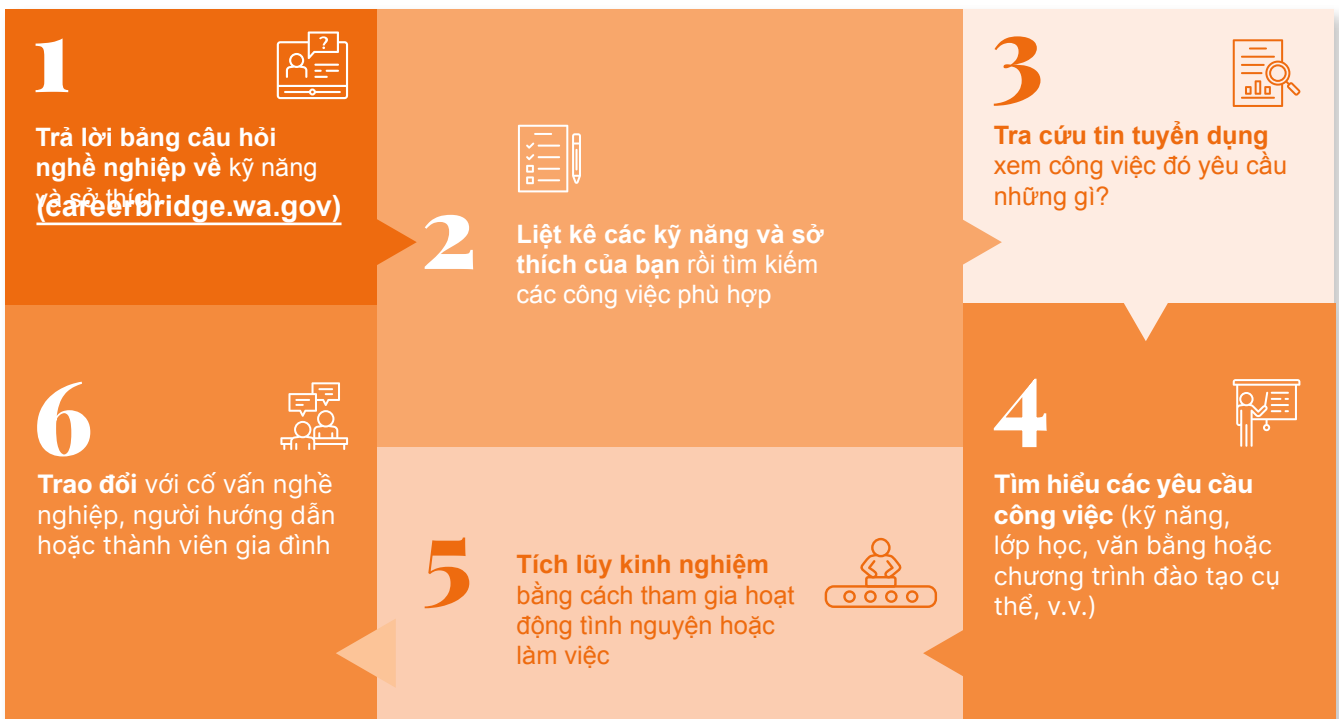 1
Trả lời bảng câu hỏi
nghề nghiệp về kỹ năng
và sở thích
(careerbridge.wa.gov)
2
Liệt kê các kỹ năng và sở
thích của bạn rồi tìm kiếm
các công việc phù hợp
3
Tra cứu tin tuyển dụng
xem công việc đó yêu cầu
những gì?
4
Tìm hiểu các yêu cầu
công việc (kỹ năng,
lớp học, văn bằng hoặc
chương trình đào tạo cụ
thể, v.v.)
5
Tích lũy kinh nghiệm
bằng cách tham gia hoạt
động tình nguyện hoặc
làm việc
6
Trao đổi với cố vấn nghề
nghiệp, người hướng dẫn
hoặc thành viên gia đình